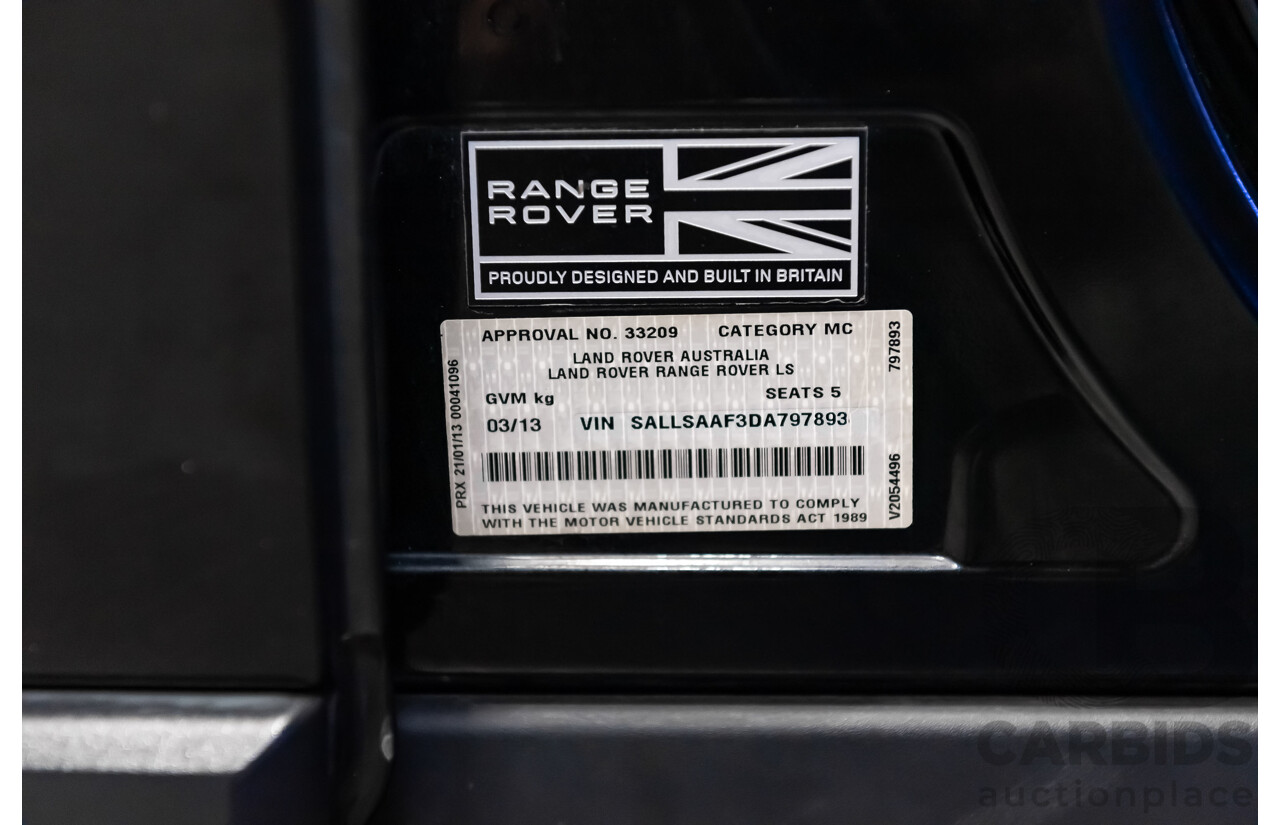 RANGE
ROVER
PROUDLY DESIGNED AND BUILT IN BRITAIN
APPROVAL NO. 33209 CATEGORY MC
LAND ROVER AUSTRALIA
LAND ROVER RANGE ROVER LS
GVM kg SEATS 5
03/13 VIN SALLSAAF3DA797893
THIS VEHICLE WAS MANUFACTURED TO COMPLY
WITH THE MOTOR VEHICLE STANDARDS ACT 1989
PRX 21/01/13 00041096
797893
V2054496
CARBIDS
auctionplace